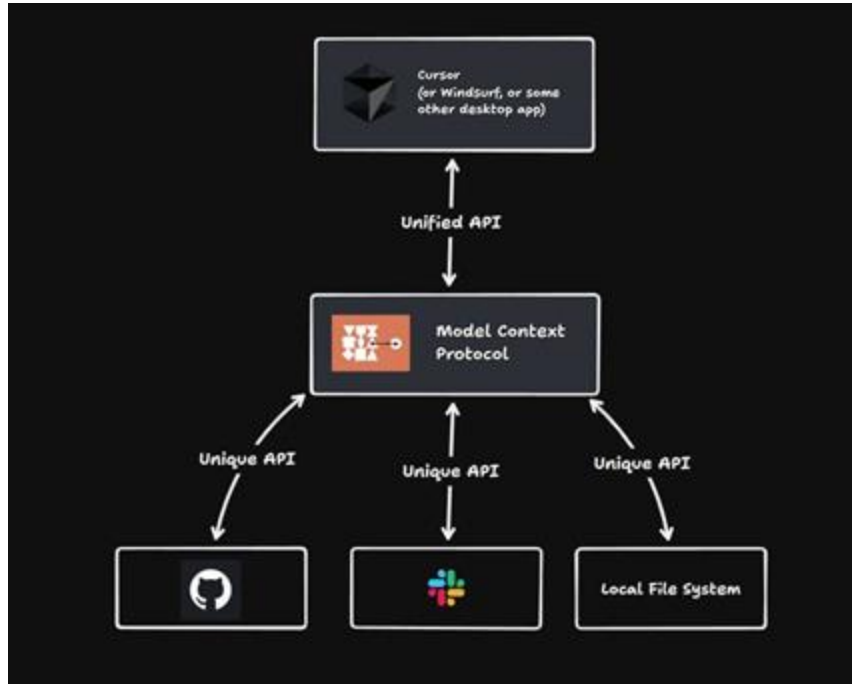 Cursor
(or Windsurf, or some
other desktop app)
Unified API
Model Context
Protocol
Unique API
Unique API
Unique API
Local File System